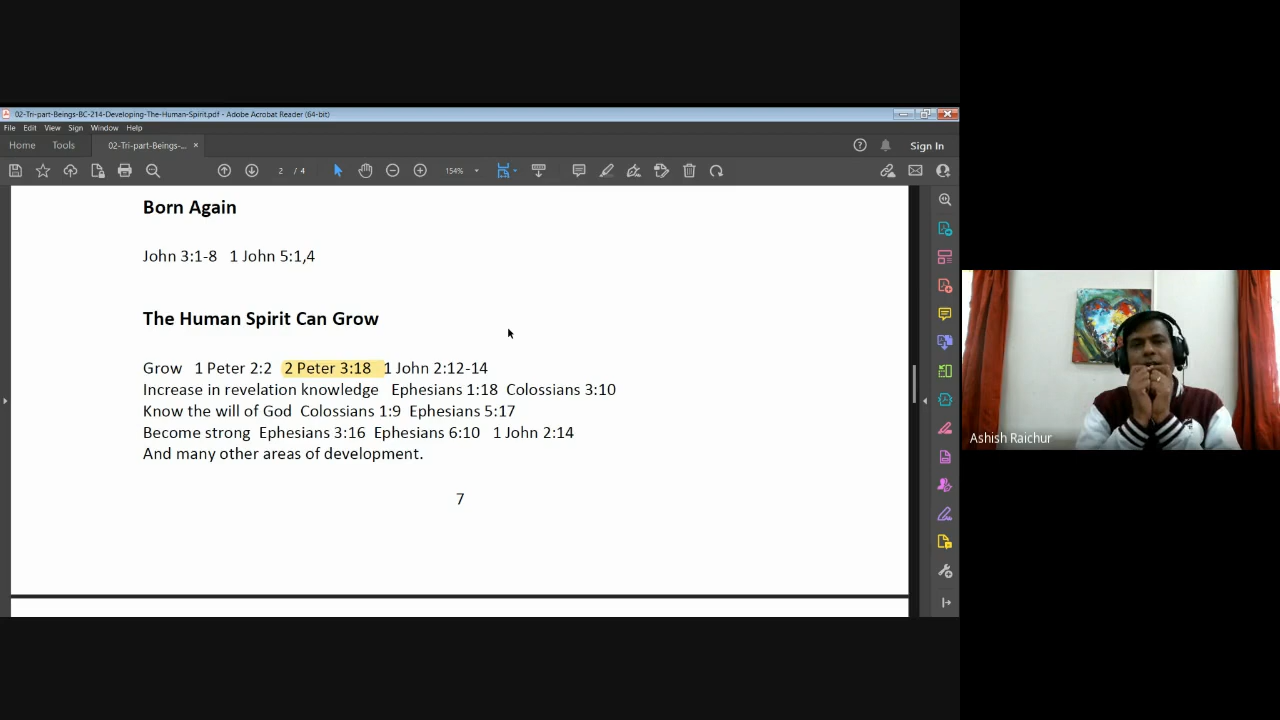 02-Tri-part-Beings-BC-214-Developing-The-Human-Spirit.pdf - Adobe Acrobat Reader (64-bit)
File Edit View Sign Window Help
Home Tools 02-Tri-part-Beings-... × Sign In
2 / 4 154%
Born Again
John 3:1-8 1 John 5:1,4
The Human Spirit Can Grow
Grow 1 Peter 2:2 2 Peter 3:18 1 John 2:12-14
Increase in revelation knowledge Ephesians 1:18 Colossians 3:10
Know the will of God Colossians 1:9 Ephesians 5:17
Become strong Ephesians 3:16 Ephesians 6:10 1 John 2:14
And many other areas of development.
7
Ashish Raichur